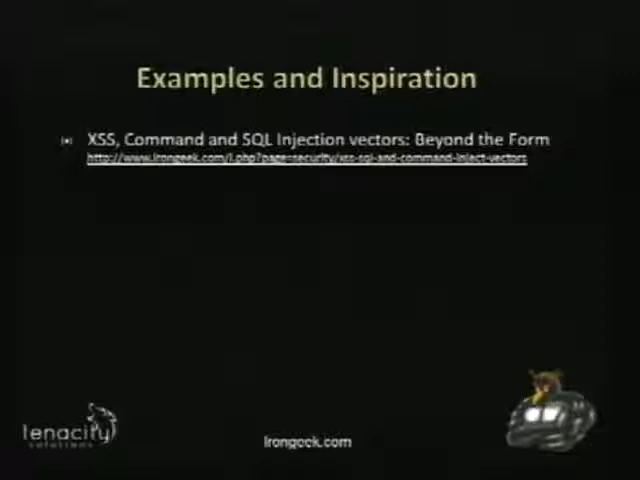 Examples and Inspiration
XSS, Command and SQL Injection vectors: Beyond the Form
http://www.irongeek.com/i.php?page=security/xss-sql-and-command-inject-vectors
tenacity
solutions
Irongeek.com